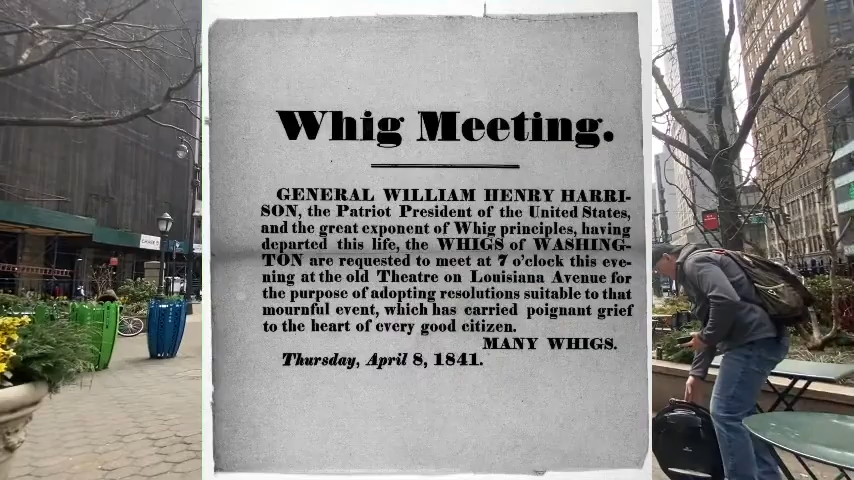 Whig Meeting.
GENERAL WILLIAM HENRY HARRI-
SON, the Patriot President of the United States,
and the great exponent of Whig principles, having
departed this life, the WHIGS of WASHING-
TON are requested to meet at 7 o'clock this eve-
ning at the old Theatre on Louisiana Avenue for
the purpose of adopting resolutions suitable to that
mournful event, which has carried poignant grief
to the heart of every good citizen.
MANY WHIGS.
Thursday, April 8, 1841.